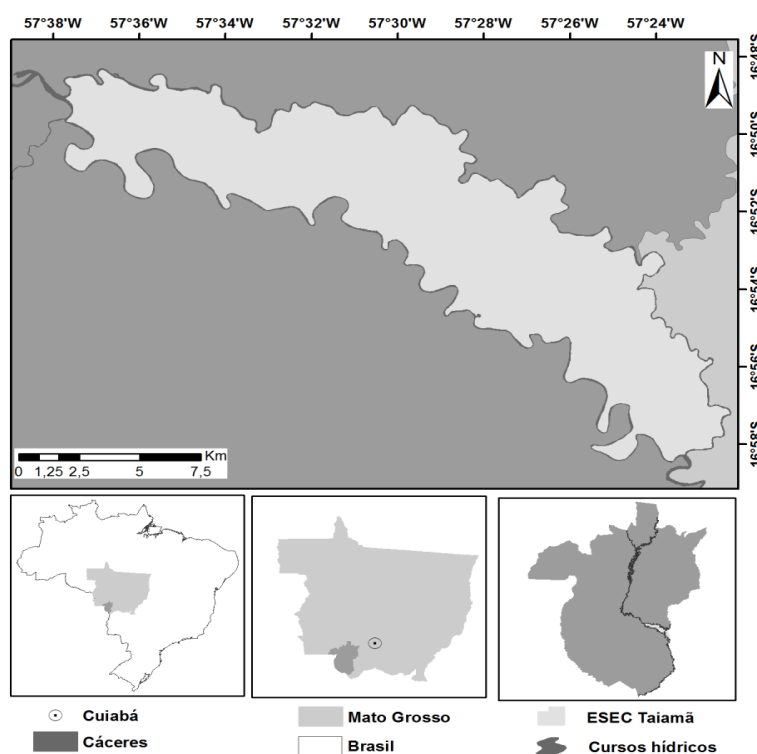 57°38'W 57°36'W 57°34'W 57°32'W 57°30'W 57°28'W 57°26'W 57°24'W
16°48'S
N
16°50'S
16°52'S
16°54'S
16°56'S
16°58'S
Km
0 1,25 2,5 5 7,5
Cuiabá Mato Grosso ESEC Taiamã
Cáceres Brasil Cursos hídricos